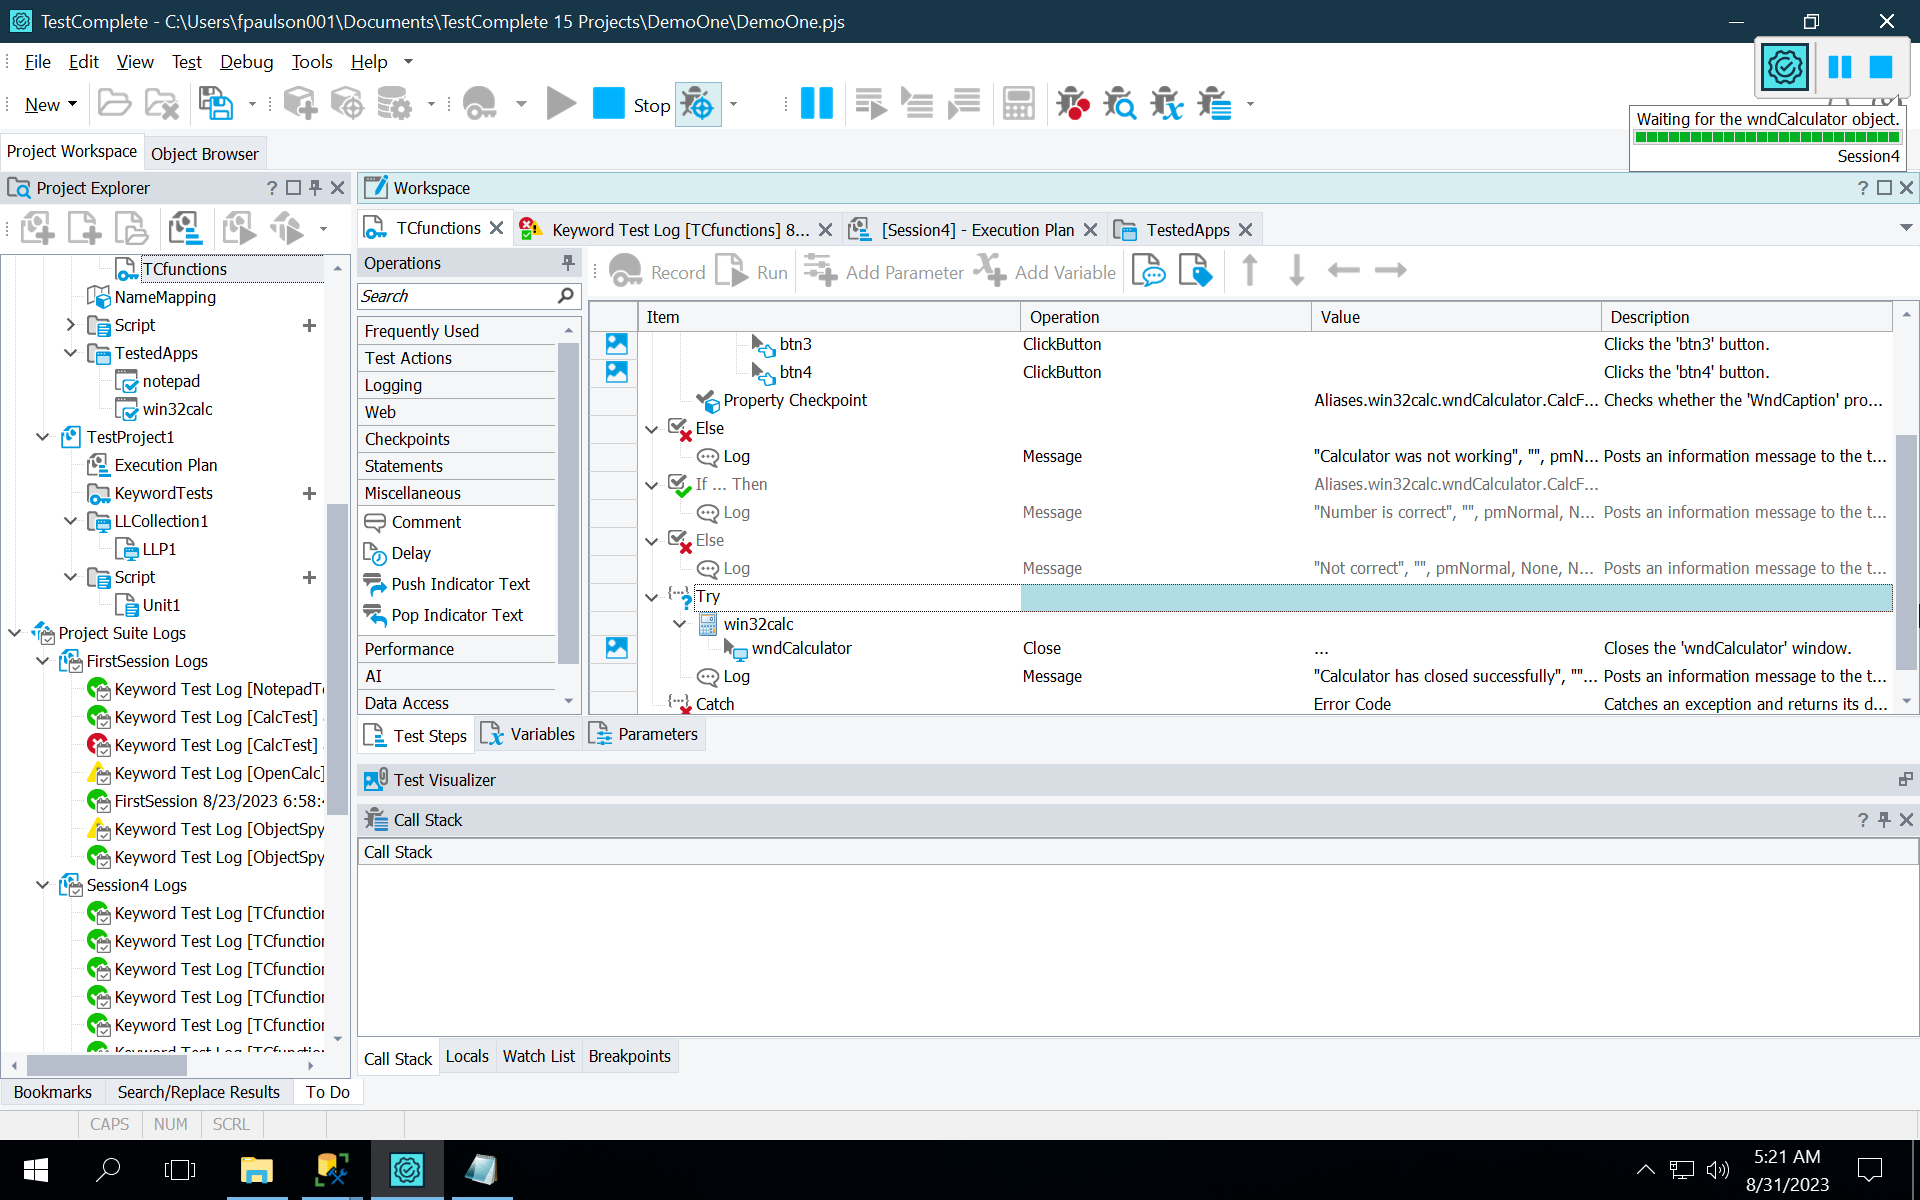 TestComplete - C:\Users\fpaulson001\Documents\TestComplete 15 Projects\DemoOne\DemoOne.pjs
File Edit View Test Debug Tools Help
New Stop
Waiting for the wndCalculator object.
Session4
Project Workspace Object Browser
Project Explorer
Workspace
TCfunctions Keyword Test Log [TCfunctions] 8... [Session4] - Execution Plan TestedApps
Operations
Record Run Add Parameter Add Variable
Search
Frequently Used
Test Actions
Logging
Web
Checkpoints
Statements
Miscellaneous
Comment
Delay
Push Indicator Text
Pop Indicator Text
Performance
AI
Data Access
TCfunctions
NameMapping
Script
TestedApps
notepad
win32calc
TestProject1
Execution Plan
KeywordTests
LLCollection1
LLP1
Script
Unit1
Project Suite Logs
FirstSession Logs
Keyword Test Log [NotepadT
Keyword Test Log [CalcTest]
Keyword Test Log [CalcTest]
Keyword Test Log [OpenCalc]
FirstSession 8/23/2023 6:58:
Keyword Test Log [ObjectSpy
Keyword Test Log [ObjectSpy
Session4 Logs
Keyword Test Log [TCfunction
Keyword Test Log [TCfunction
Keyword Test Log [TCfunction
Keyword Test Log [TCfunction
Keyword Test Log [TCfunction
Item Operation Value Description
btn3 ClickButton Clicks the 'btn3' button.
btn4 ClickButton Clicks the 'btn4' button.
Property Checkpoint Aliases.win32calc.wndCalculator.CalcF... Checks whether the 'WndCaption' pro...
Else
Log Message "Calculator was not working", "", pmN... Posts an information message to the t...
If ... Then Aliases.win32calc.wndCalculator.CalcF...
Log Message "Number is correct", "", pmNormal, N... Posts an information message to the t...
Else
Log Message "Not correct", "", pmNormal, None, N... Posts an information message to the t...
Try
win32calc
wndCalculator Close ... Closes the 'wndCalculator' window.
Log Message "Calculator has closed successfully", ""... Posts an information message to the t...
Catch Error Code Catches an exception and returns its d...
Test Steps Variables Parameters
Test Visualizer
Call Stack
Call Stack
Call Stack Locals Watch List Breakpoints
Bookmarks Search/Replace Results To Do
CAPS NUM SCRL
5:21 AM
8/31/2023